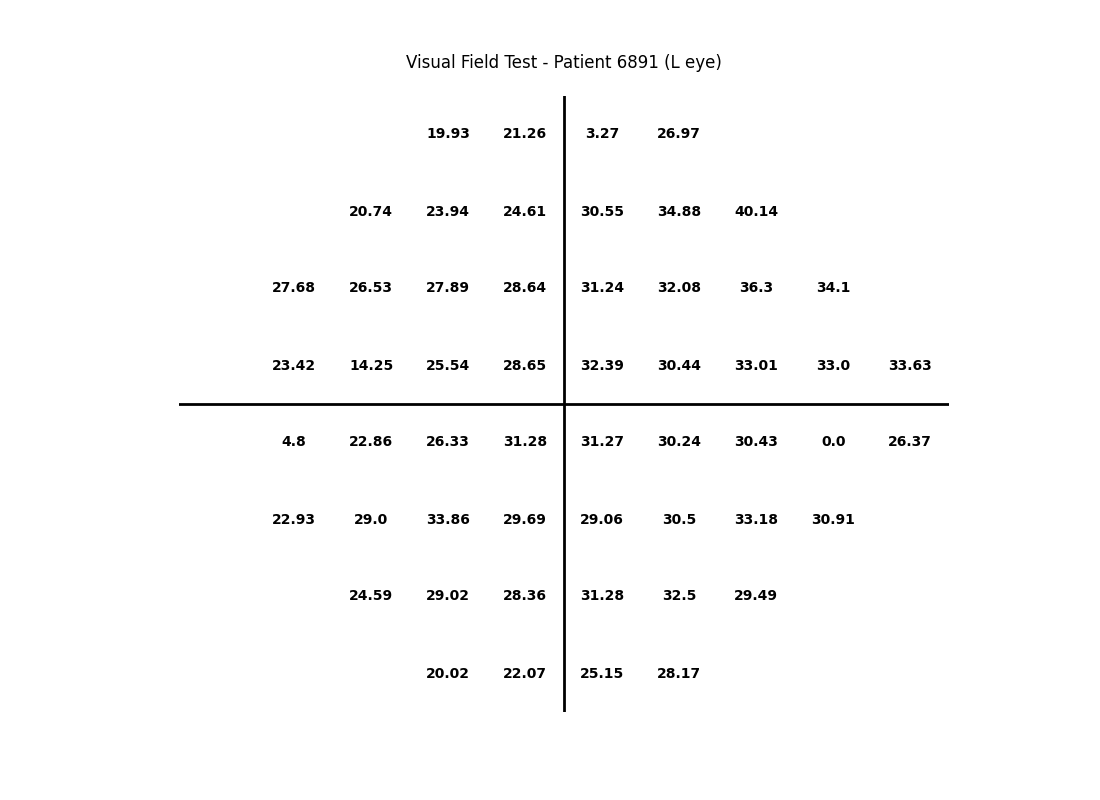 Visual Field Test - Patient 6891 (L eye)
19.93 21.26 3.27 26.97
20.74 23.94 24.61 30.55 34.88 40.14
27.68 26.53 27.89 28.64 31.24 32.08 36.3 34.1
23.42 14.25 25.54 28.65 32.39 30.44 33.01 33.0 33.63
4.8 22.86 26.33 31.28 31.27 30.24 30.43 0.0 26.37
22.93 29.0 33.86 29.69 29.06 30.5 33.18 30.91
24.59 29.02 28.36 31.28 32.5 29.49
20.02 22.07 25.15 28.17